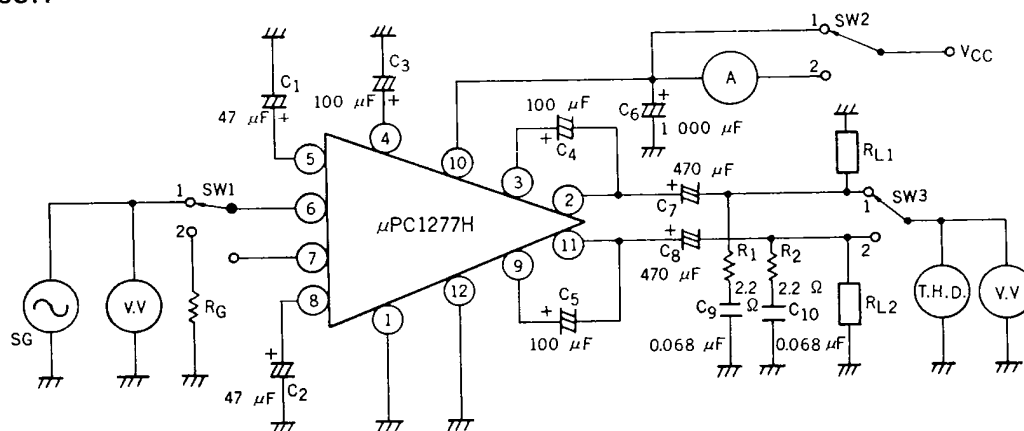 1 SW2
VCC
2
A
C1
47 μF
+
C3
100 μF
+
4
5
10
+
C6
1 000 μF
100 μF
+
C4
3
RL1
470 μF
+
C7
2
1
SW3
2
1
SW1
6
μPC1277H
11
+
C8
470 μF
2
7
9
R1
2.2
Ω
R2
2.2 Ω
C9
C10
0.068 μF
0.068 μF
RL2
T.H.D.
V.V
SG
V.V
RG
8
1
12
C5
+
100 μF
+
C2
47 μF